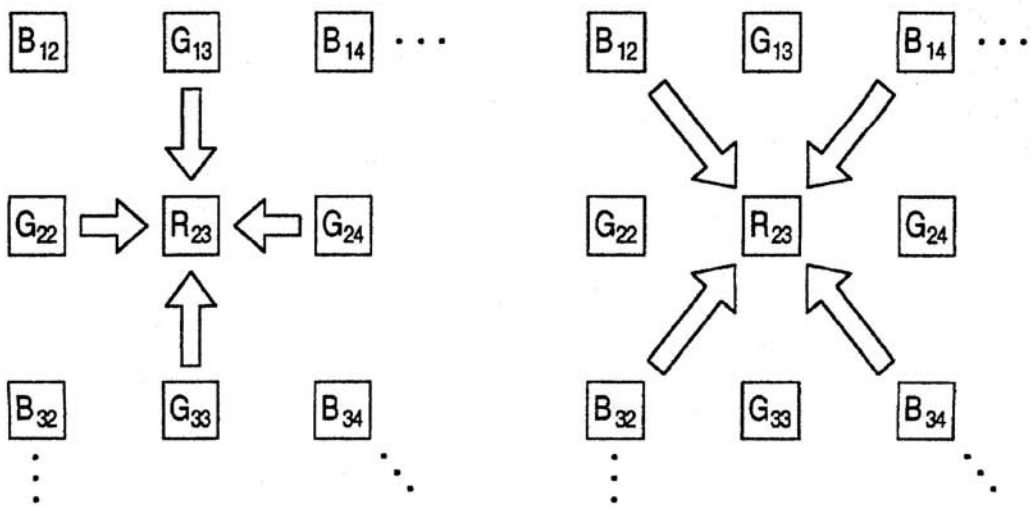 B₁₂ G₁₃ B₁₄ ···
G₂₂ R₂₃ G₂₄
B₃₂ G₃₃ B₃₄
B₁₂ G₁₃ B₁₄ ···
G₂₂ R₂₃ G₂₄
B₃₂ G₃₃ B₃₄